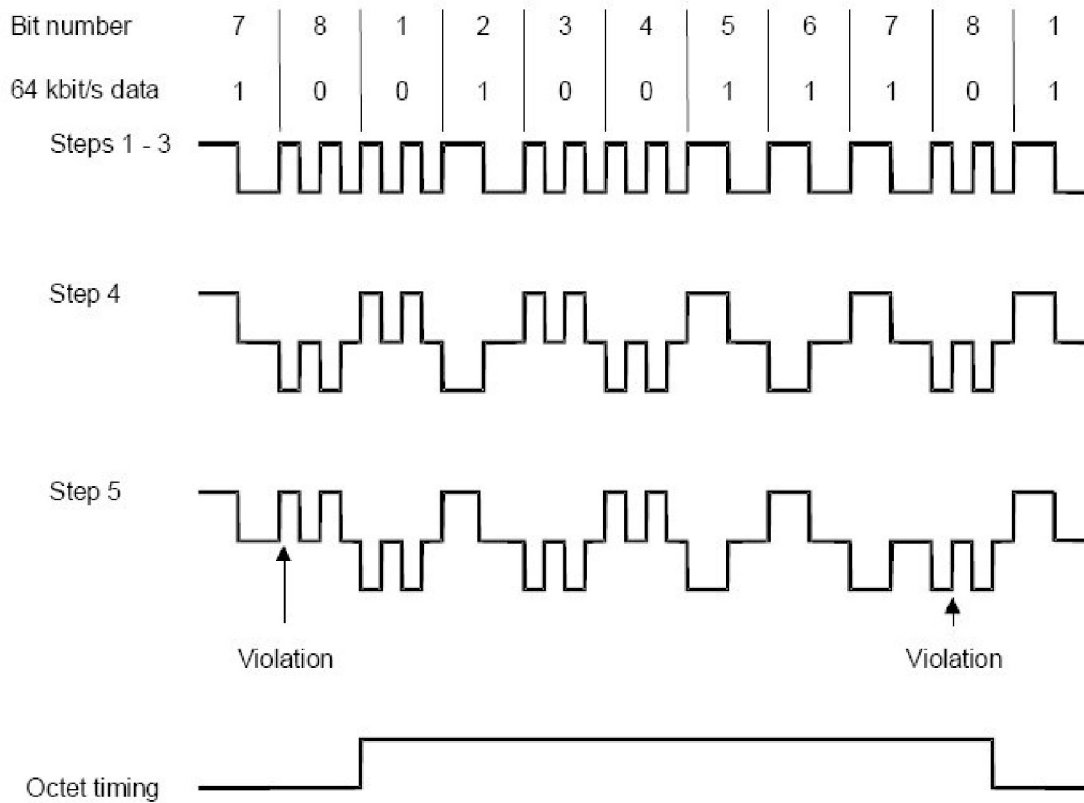 Bit number 7 8 1 2 3 4 5 6 7 8 1
64 kbit/s data 1 0 0 1 0 0 1 1 1 0 1
Steps 1 - 3
Step 4
Step 5
Violation Violation
Octet timing